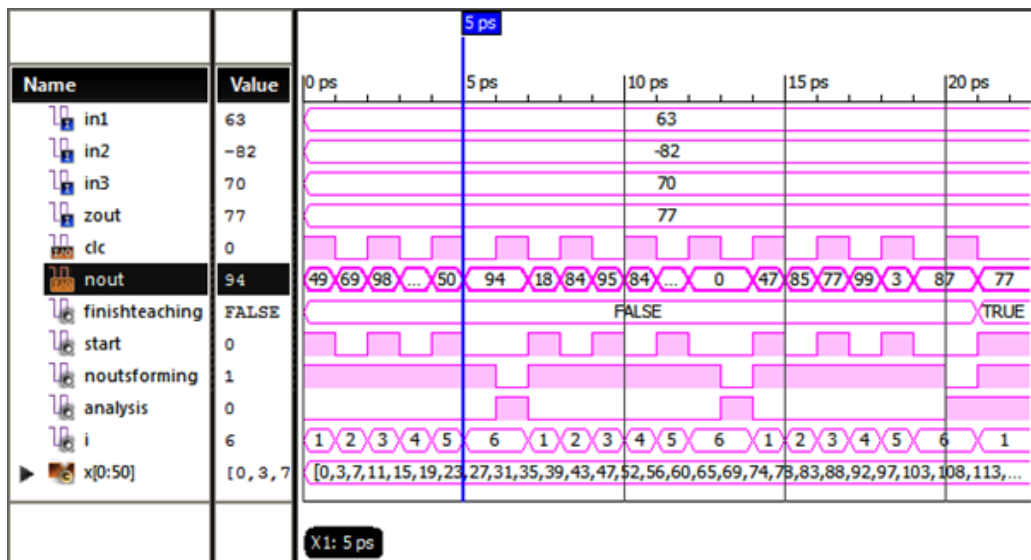 5 ps
Name Value 0 ps 5 ps 10 ps 15 ps 20 ps
in1 63 63
in2 -82 -82
in3 70 70
zout 77 77
clc 0
nout 94 49 69 98 ... 50 94 18 84 95 84 ... 0 47 85 77 99 3 87 77
finishteaching FALSE FALSE TRUE
start 0
noutsforming 1
analysis 0
i 6 1 2 3 4 5 6 1 2 3 4 5 6 1 2 3 4 5 6 1
x[0:50] [0,3,7 [0,3,7,11,15,19,23,27,31,35,39,43,47,52,56,60,65,69,74,78,83,88,92,97,103,108,113,...
X1: 5 ps